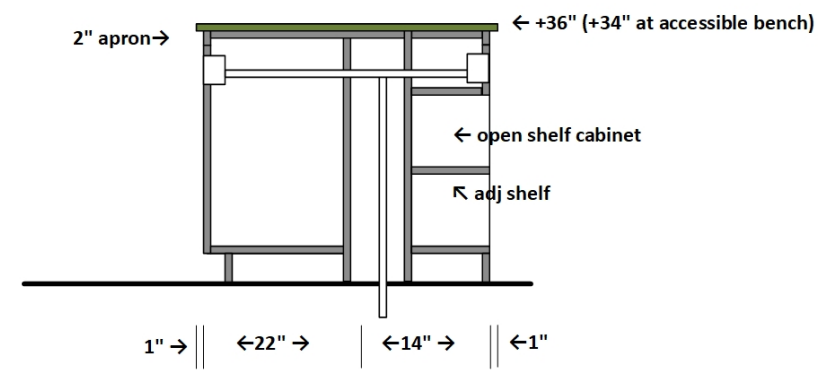 ← +36" (+34" at accessible bench)
2" apron→
← open shelf cabinet
↖ adj shelf
1" → ←22" → ←14" → ←1"